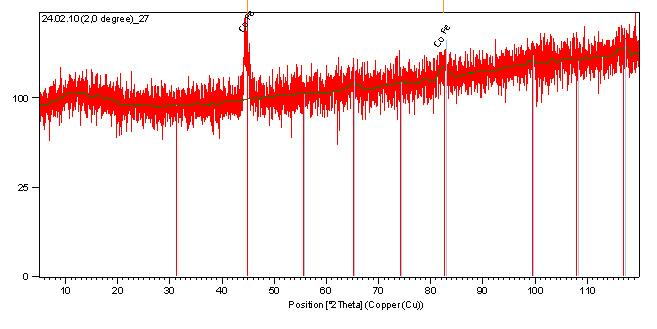 24.02.10(2,0 degree)_27
Co Fe
Co Fe
100
25
0
10 20 30 40 50 60 70 80 90 100 110
Position [°2Theta] (Copper (Cu))